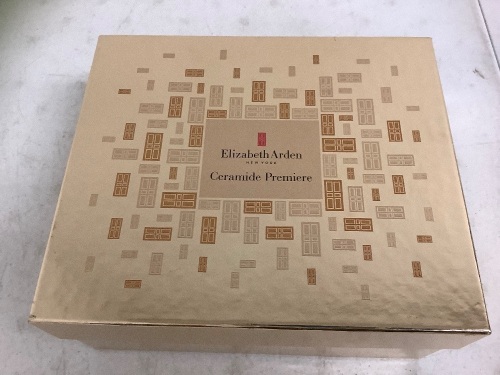 Elizabeth Arden
NEW YORK
Ceramide Premiere